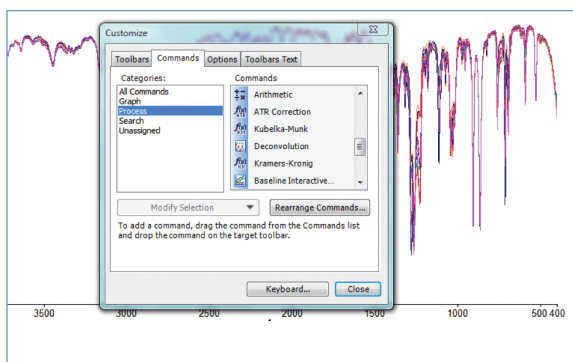 Customize
Toolbars Commands Options Toolbars Text
Categories:
All Commands
Graph
Process
Search
Unassigned
Commands
Arithmetic
ATR Correction
Kubelka-Munk
Deconvolution
Kramers-Kronig
Baseline Interactive...
Modify Selection
Rearrange Commands...
To add a command, drag the command from the Commands list
and drop the command on the target toolbar.
Keyboard... Close
3500 3000 2500 2000 1500 1000 500 400